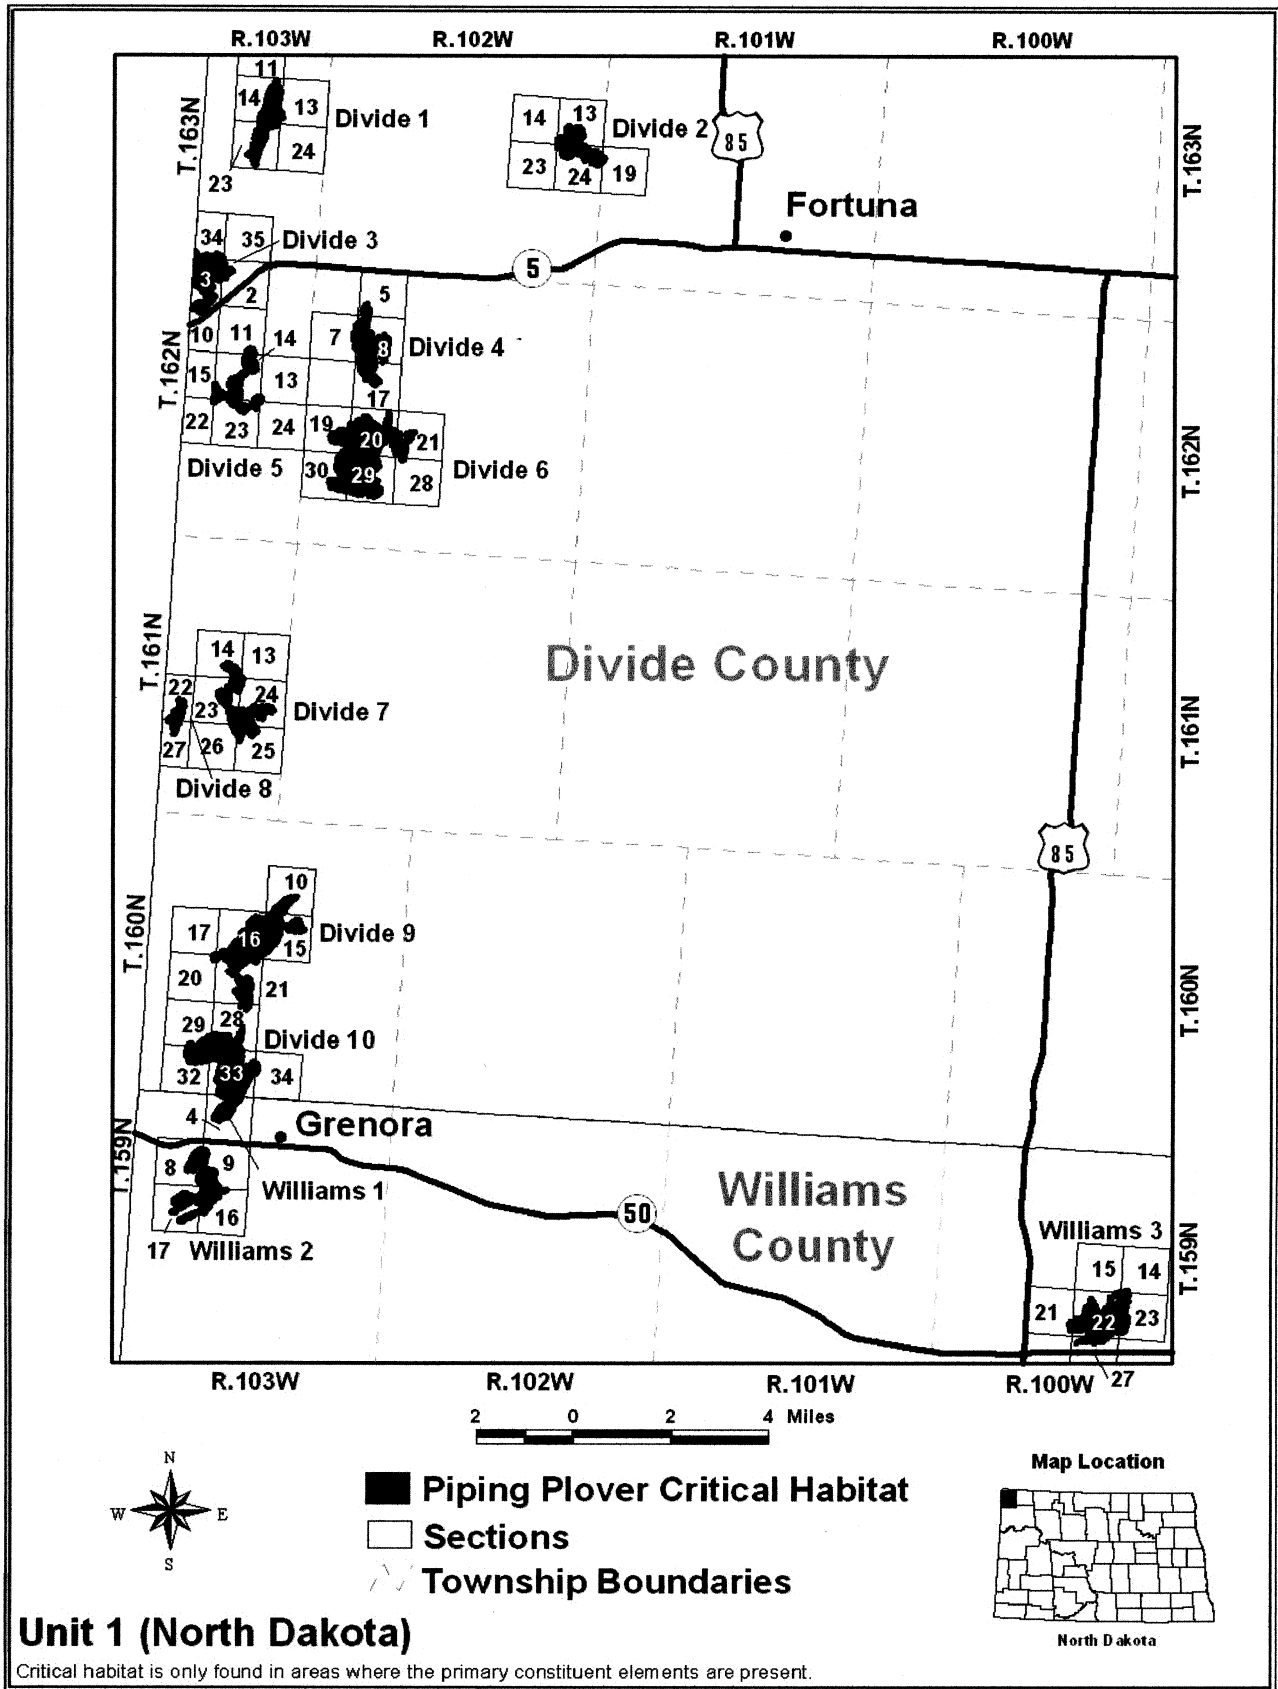 R.103W R.102W R.101W R.100W
11
14 13 Divide 1
24
23
T.163N
14 13 Divide 2
23 24 19
85
T.163N
Fortuna
34 35 Divide 3
3
2
5
5
10 11 14
7 8 Divide 4
T.162N
15 13
17
22 23 24 19 20 21
Divide 5
30 29 28 Divide 6
T.162N
T.161N
14 13
22 23 24 Divide 7
27 26 25
Divide 8
Divide County
T.161N
85
10
T.160N
17 16 15 Divide 9
20 21
29 28 Divide 10
32 33 34
T.160N
4
Grenora
T.159N
8 9
Williams 1
16
17 Williams 2
50
Williams
County
Williams 3
15 14
21 22 23
T.159N
R.103W R.102W R.101W R.100W 27
2 0 2 4 Miles
N
W E
S
Piping Plover Critical Habitat
Sections
Township Boundaries
Map Location
North Dakota
Unit 1 (North Dakota)
Critical habitat is only found in areas where the primary constituent elements are present.